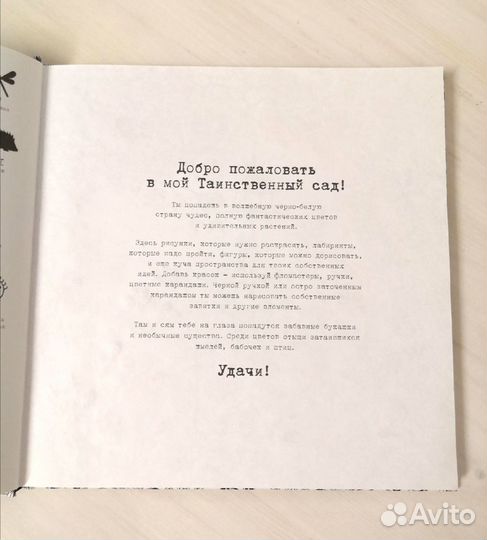 Добро пожаловать
в мой Таинственный сад!
Ты попадешь в волшебную черно-белую
страну чудес, полную фантастических цветов
и удивительных растений.
Здесь рисунки, которые нужно раскрасить, лабиринты,
которые надо пройти, фигуры, которые можно дорисовать,
и еще куча пространства для твоих собственных
идей. Добавь красок – используй фломастеры, ручки,
цветные карандаши. Черной ручкой или остро заточенным
карандашом ты можешь нарисовать собственные
завитки и другие элементы.
Там и сям тебе на глаза попадутся забавные букашки
и необычные существа. Среди цветов отыщи затаившихся
шмелей, бабочек и птиц.
Удачи!
Avito